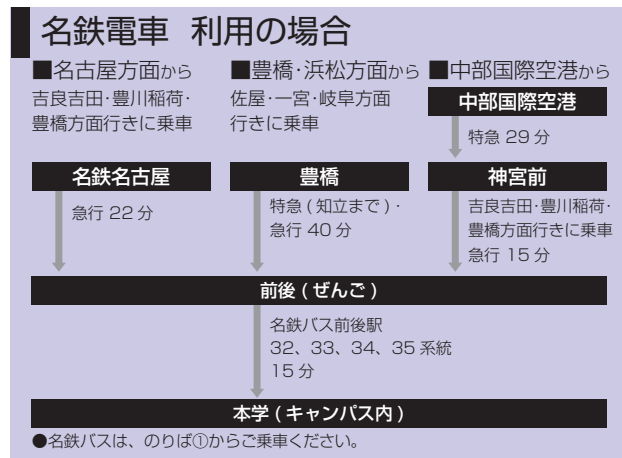 名鉄電車 利用の場合
■名古屋方面から
吉良吉田･豊川稲荷･
豊橋方面行きに乗車
名鉄名古屋
急行 22 分
■豊橋･浜松方面から
佐屋･一宮･岐阜方面
行きに乗車
豊橋
特急 ( 知立まで )･
急行 40 分
■中部国際空港から
中部国際空港
特急 29 分
神宮前
吉良吉田･豊川稲荷･
豊橋方面行きに乗車
急行 15 分
前後 ( ぜんご )
名鉄バス前後駅
32、33、34、35 系統
15 分
本学 ( キャンパス内 )
●名鉄バスは、のりば①からご乗車ください。